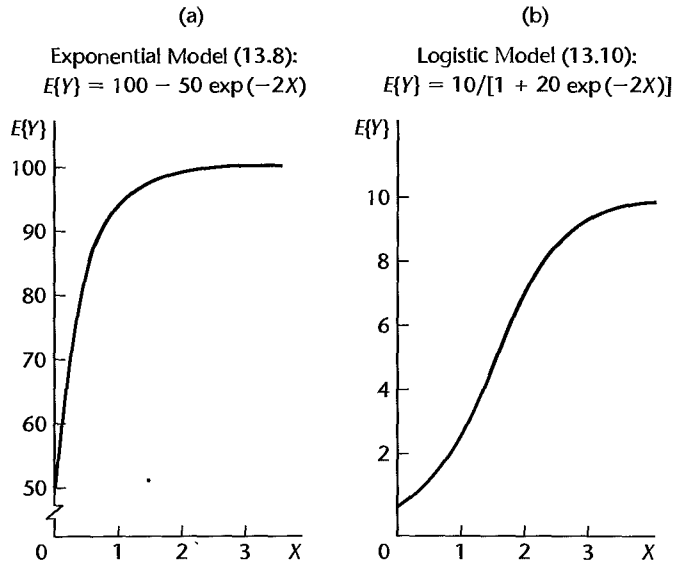 (a)
Exponential Model (13.8):
E{Y} = 100 − 50 exp(−2X)
E{Y}
100
90
80
70
60
50
0 1 2 3 X
(b)
Logistic Model (13.10):
E{Y} = 10/[1 + 20 exp(−2X)]
E{Y}
10
8
6
4
2
0 1 2 3 X